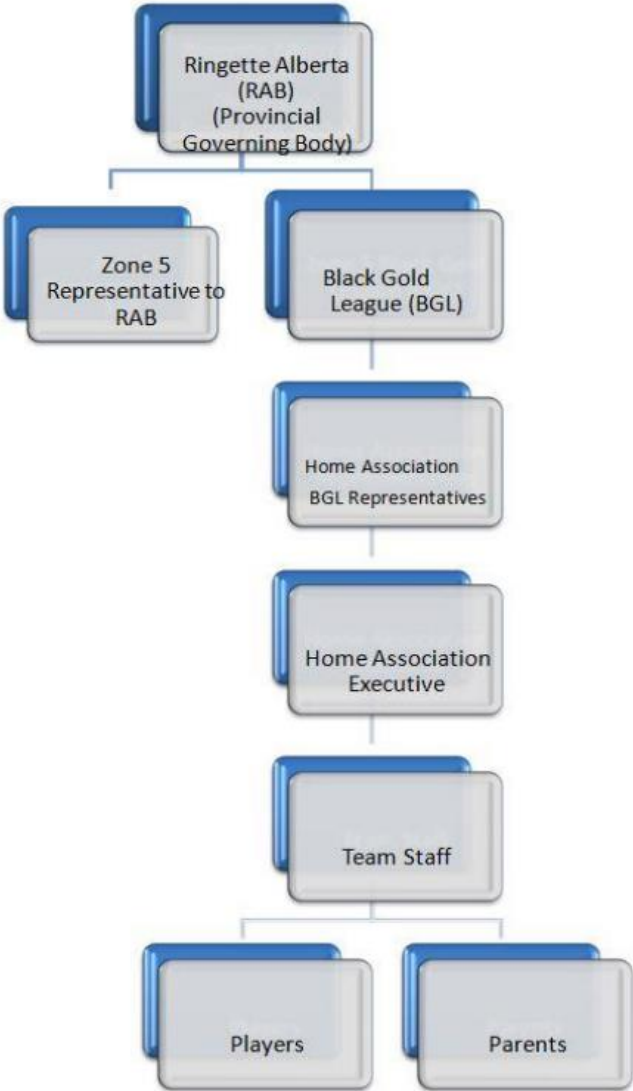 Ringette Alberta
(RAB)
(Provincial
Governing Body)
Zone 5
Representative to
RAB
Black Gold
League (BGL)
Home Association
BGL Representatives
Home Association
Executive
Team Staff
Players
Parents